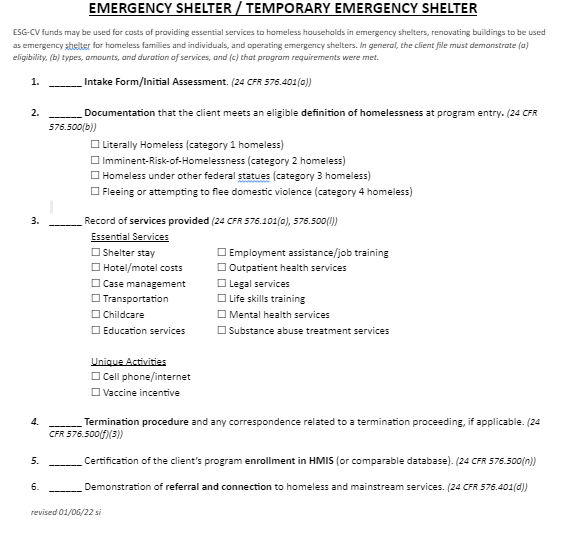 EMERGENCY SHELTER / TEMPORARY EMERGENCY SHELTER
ESG-CV funds may be used for costs of providing essential services to homeless households in emergency shelters, renovating buildings to be used
as emergency shelter for homeless families and individuals, and operating emergency shelters. In general, the client file must demonstrate (a)
eligibility, (b) types, amounts, and duration of services, and (c) that program requirements were met.
1. ______ Intake Form/Initial Assessment. (24 CFR 576.401(a))
2. ______ Documentation that the client meets an eligible definition of homelessness at program entry. (24 CFR
576.500(b))
☐ Literally Homeless (category 1 homeless)
☐ Imminent-Risk-of-Homelessness (category 2 homeless)
☐ Homeless under other federal statues (category 3 homeless)
☐ Fleeing or attempting to flee domestic violence (category 4 homeless)
3. ______ Record of services provided (24 CFR 576.101(a), 576.500(l))
Essential Services
☐ Shelter stay ☐ Employment assistance/job training
☐ Hotel/motel costs ☐ Outpatient health services
☐ Case management ☐ Legal services
☐ Transportation ☐ Life skills training
☐ Childcare ☐ Mental health services
☐ Education services ☐ Substance abuse treatment services
Unique Activities
☐ Cell phone/internet
☐ Vaccine incentive
4. ______ Termination procedure and any correspondence related to a termination proceeding, if applicable. (24
CFR 576.500(f)(3))
5. ______ Certification of the client's program enrollment in HMIS (or comparable database). (24 CFR 576.500(n))
6. ______ Demonstration of referral and connection to homeless and mainstream services. (24 CFR 576.401(d))
revised 01/06/22 si